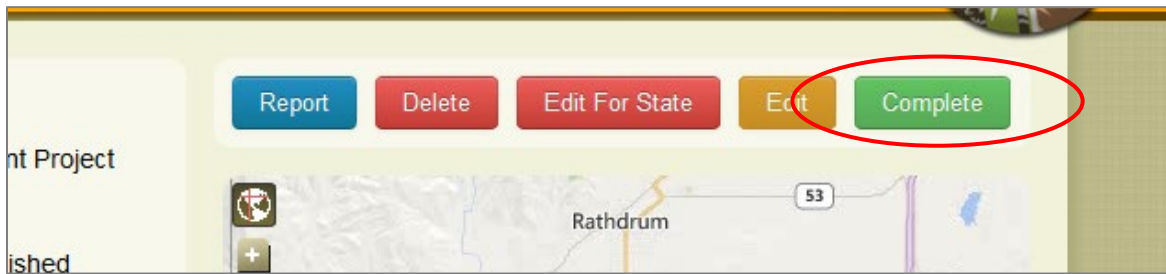 Report Delete Edit For State Edit Complete
nt Project
53
Rathdrum
+
ished